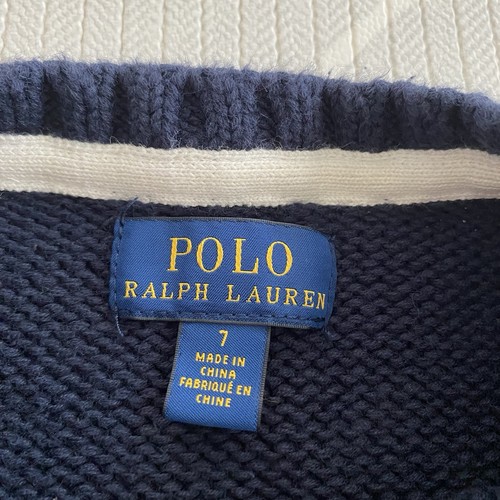 POLO
RALPH LAUREN
7
MADE IN
CHINA
FABRIQUÉ EN
CHINE